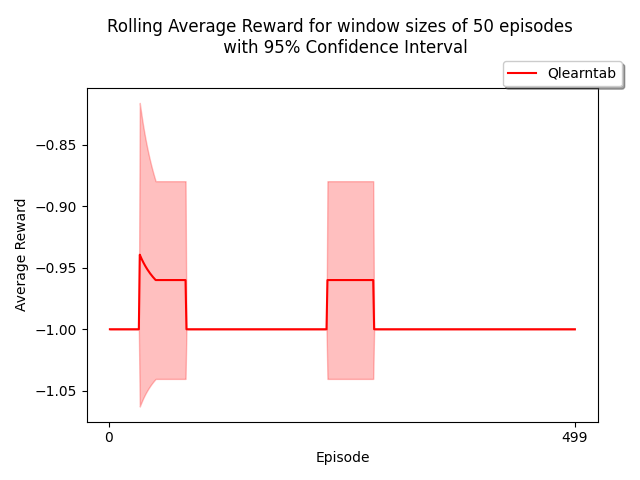 Rolling Average Reward for window sizes of 50 episodes
with 95% Confidence Interval
Qlearntab
−0.85
−0.90
−0.95
−1.00
−1.05
Average Reward
0
499
Episode